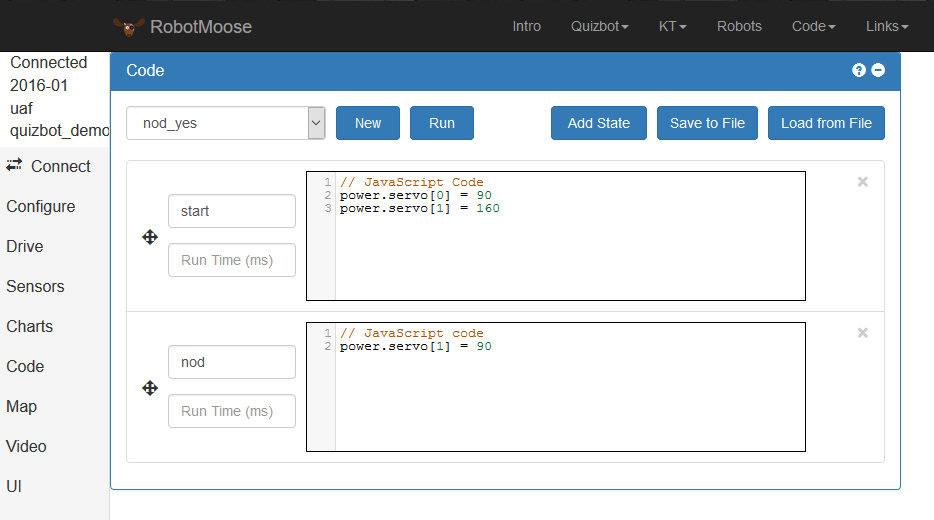 RobotMoose Intro Quizbot KT Robots Code Links
Connected
2016-01
uaf
quizbot_demo
Connect
Configure
Drive
Sensors
Charts
Code
Map
Video
UI
Code
nod_yes New Run Add State Save to File Load from File
start
Run Time (ms)
1 // JavaScript Code
2 power.servo[0] = 90
3 power.servo[1] = 160
nod
Run Time (ms)
1 // JavaScript code
2 power.servo[1] = 90